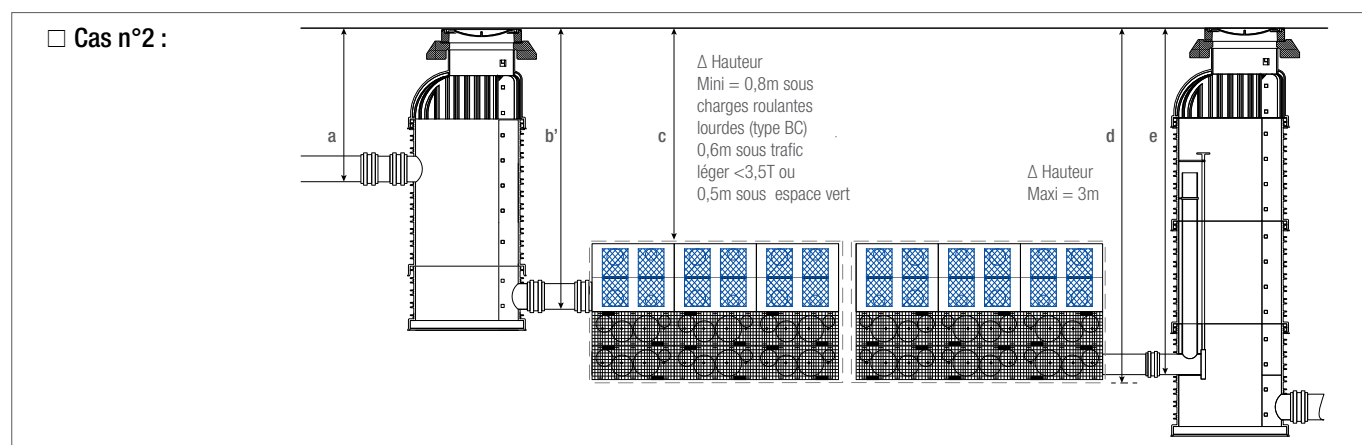 □ Cas n°2 :
a
b’
c
Δ Hauteur
Mini = 0,8m sous
charges roulantes
lourdes (type BC)
0,6m sous trafic
léger <3,5T ou
0,5m sous espace vert
d
e
Δ Hauteur
Maxi = 3m